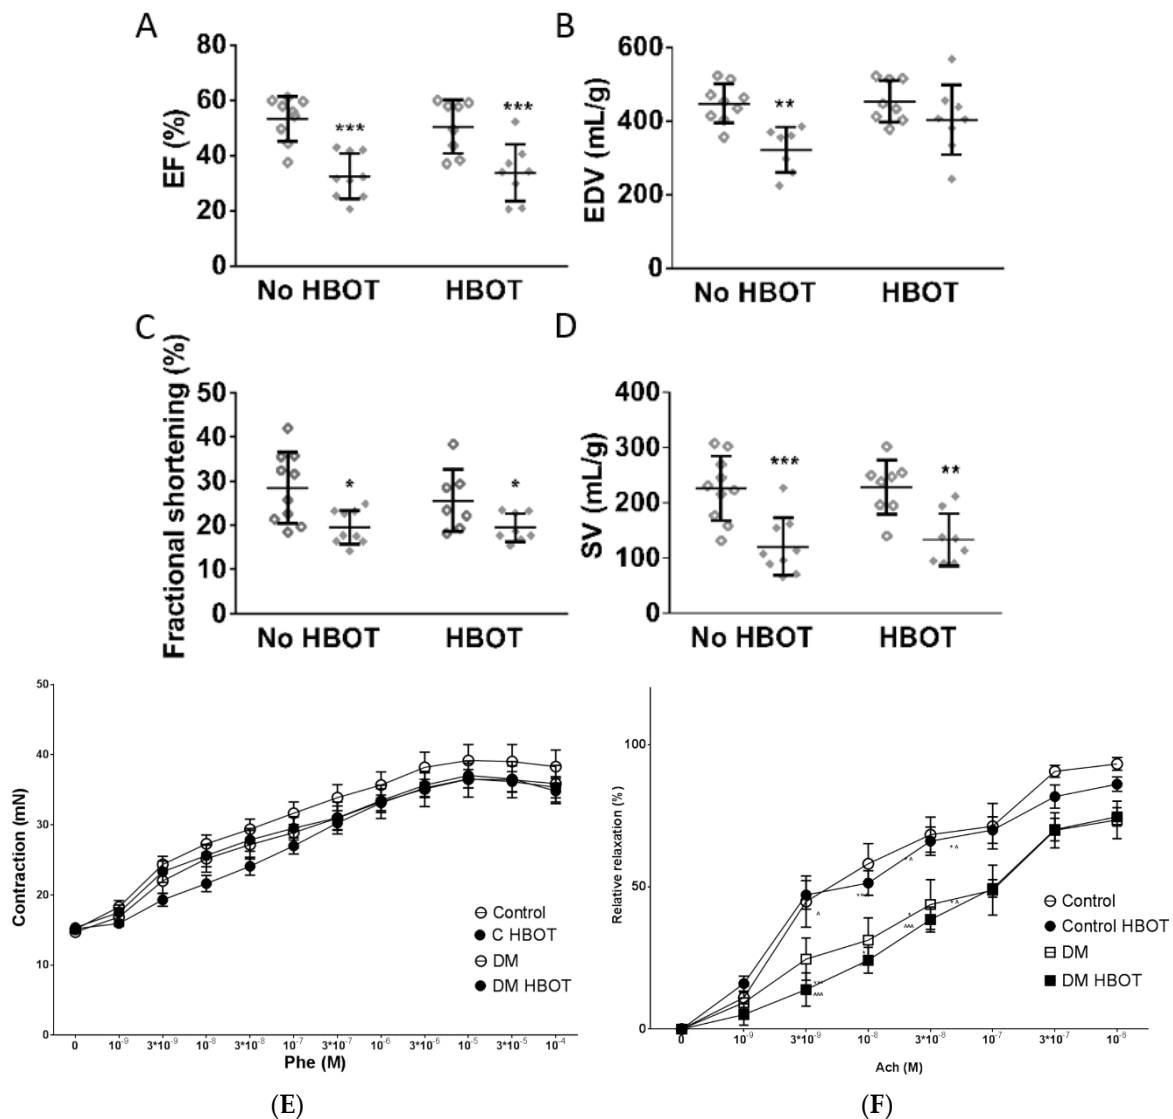 A
B
EF (%)
80
60
40
20
0
***
***
No HBOT
HBOT
EDV (mL/g)
600
400
200
0
**
No HBOT
HBOT
C
D
Fractional shortening (%)
50
40
30
20
10
0
*
*
No HBOT
HBOT
SV (mL/g)
400
300
200
100
0
***
**
No HBOT
HBOT
Contraction (mN)
50
40
30
20
10
0
Control
C HBOT
DM
DM HBOT
0 10⁻⁹ 3*10⁻⁹ 10⁻⁸ 3*10⁻⁸ 10⁻⁷ 3*10⁻⁷ 10⁻⁶ 3*10⁻⁶ 10⁻⁵ 3*10⁻⁵ 10⁻⁴
Phe (M)
(E)
Relative relaxation (%)
100
50
0
Control
Control HBOT
DM
DM HBOT
0 10⁻⁹ 3*10⁻⁹ 10⁻⁸ 3*10⁻⁸ 10⁻⁷ 3*10⁻⁷ 10⁻⁶
Ach (M)
(F)